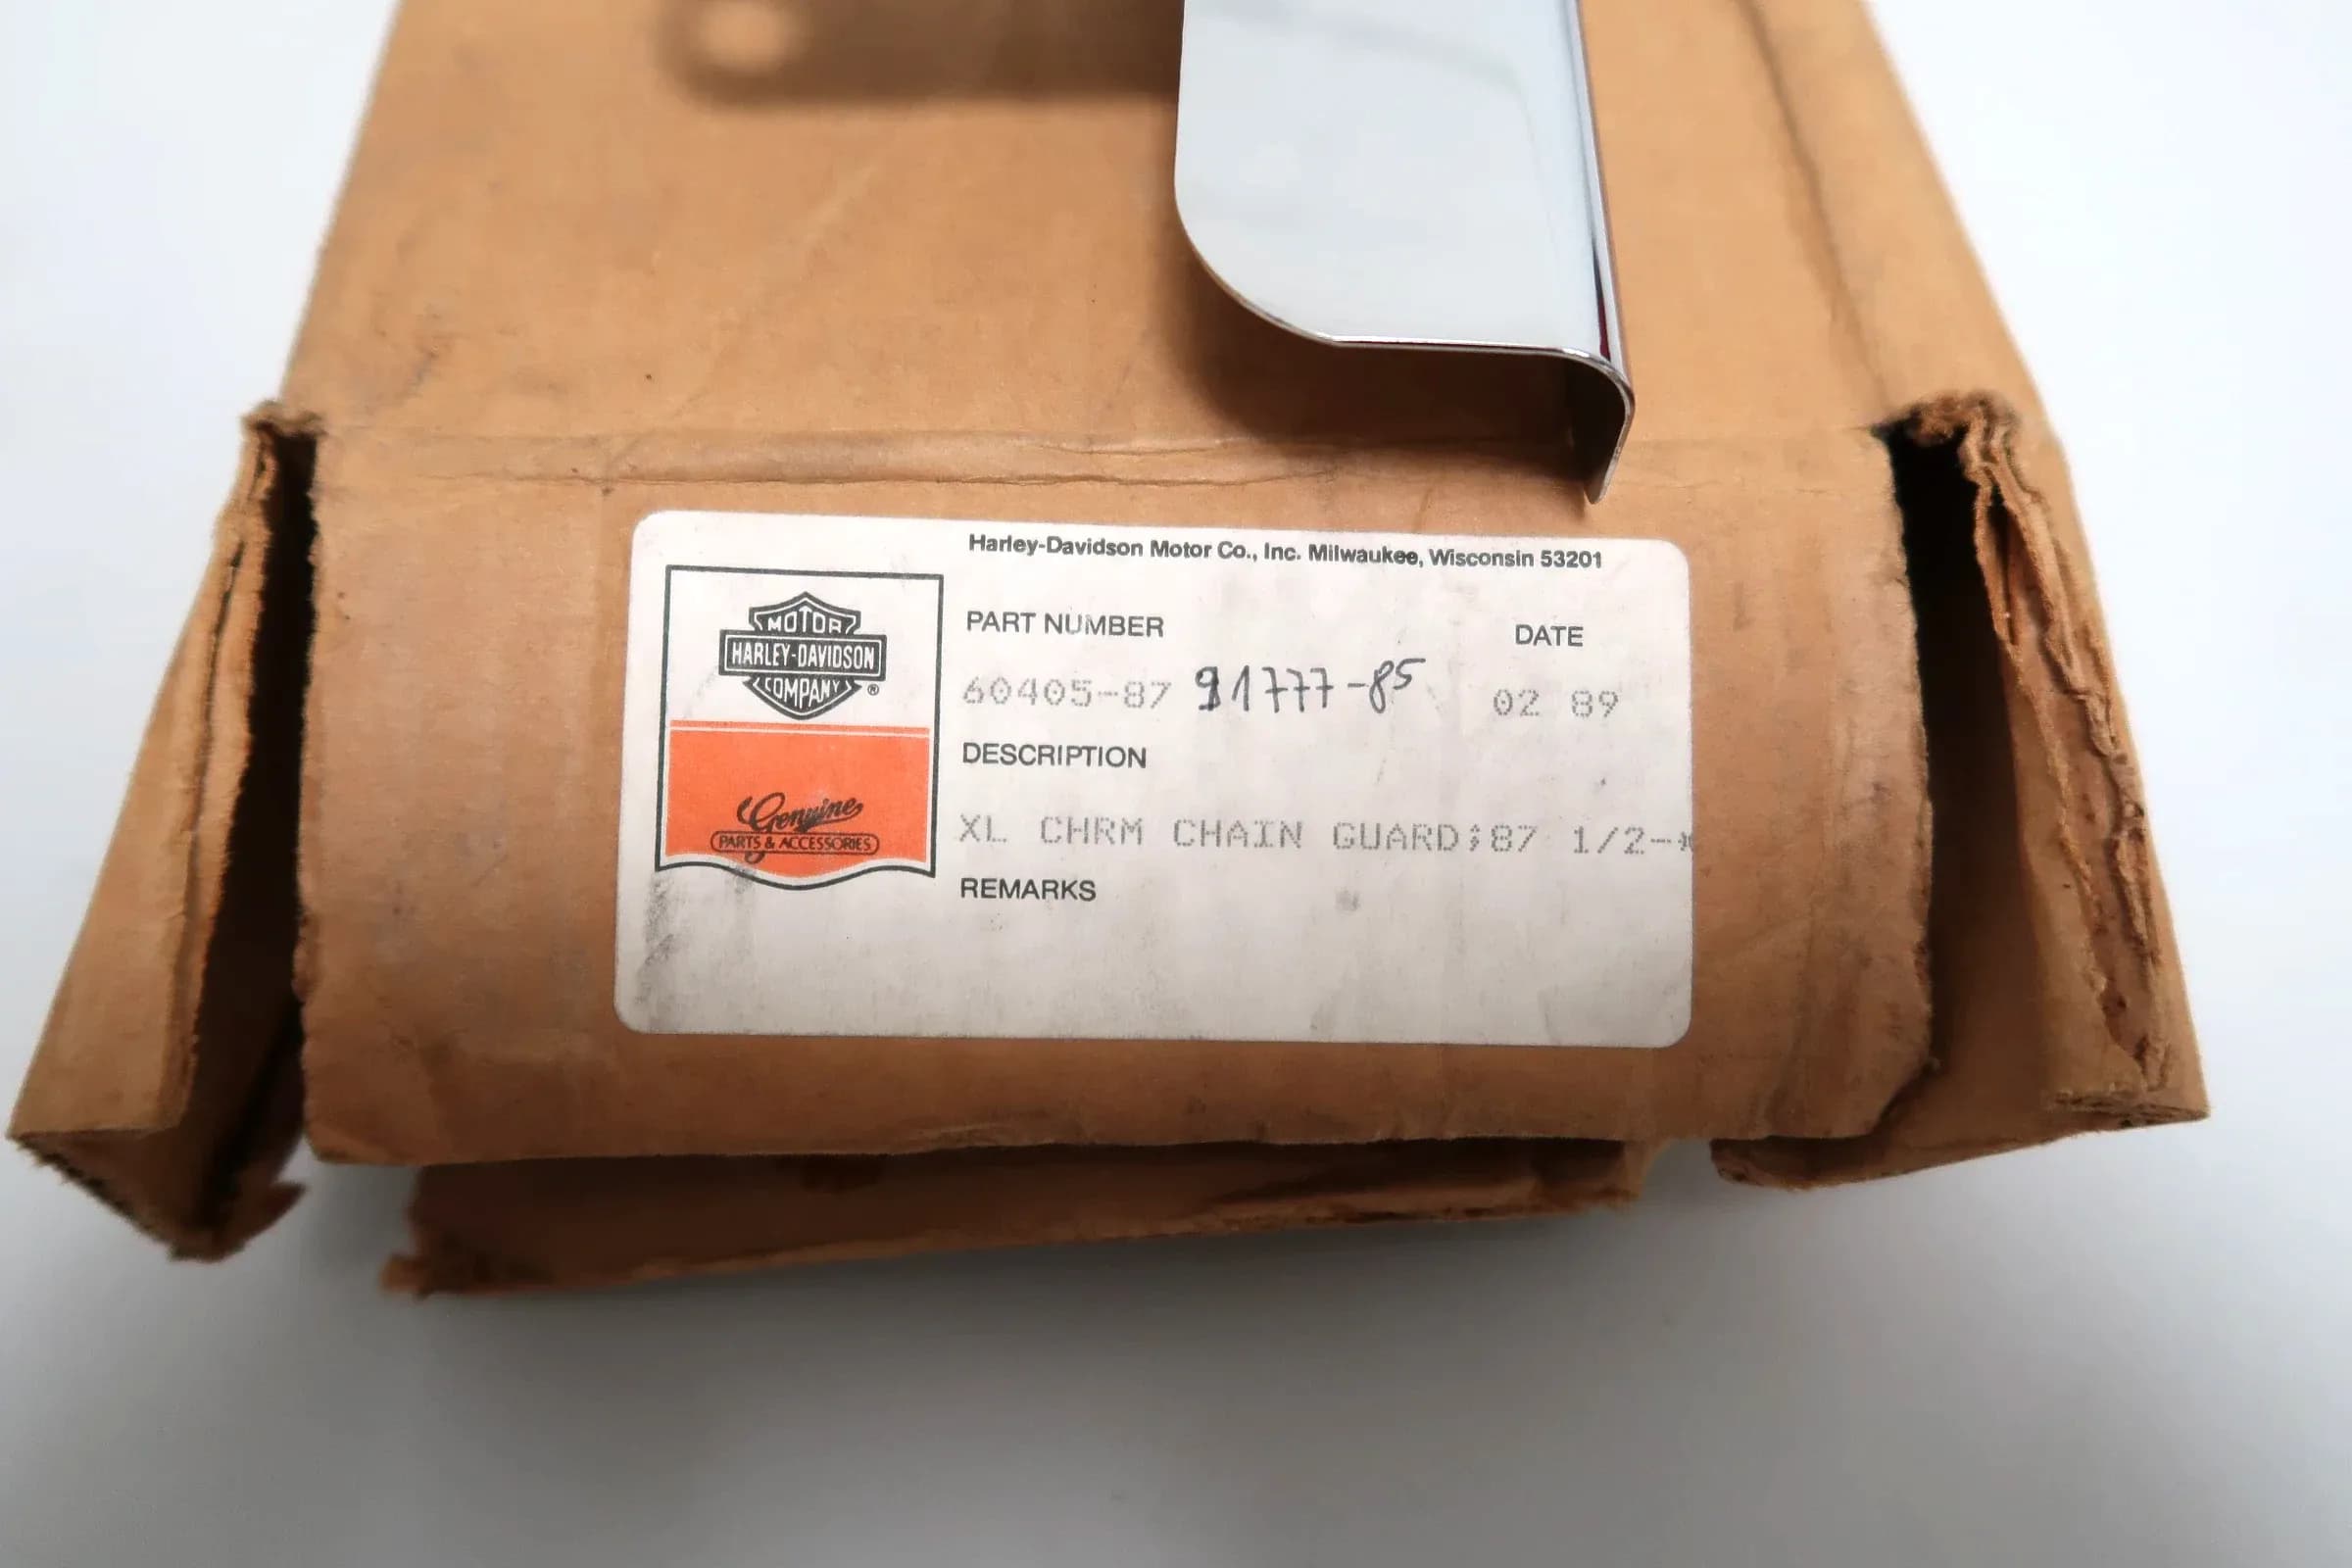 Harley-Davidson Motor Co., Inc. Milwaukee, Wisconsin 53201
MOTOR
HARLEY-DAVIDSON
COMPANY ®
Genuine
PARTS & ACCESSORIES
PART NUMBER
DATE
60405-87 91777-85
02 89
DESCRIPTION
XL CHRM CHAIN GUARD;87 1/2-*
REMARKS